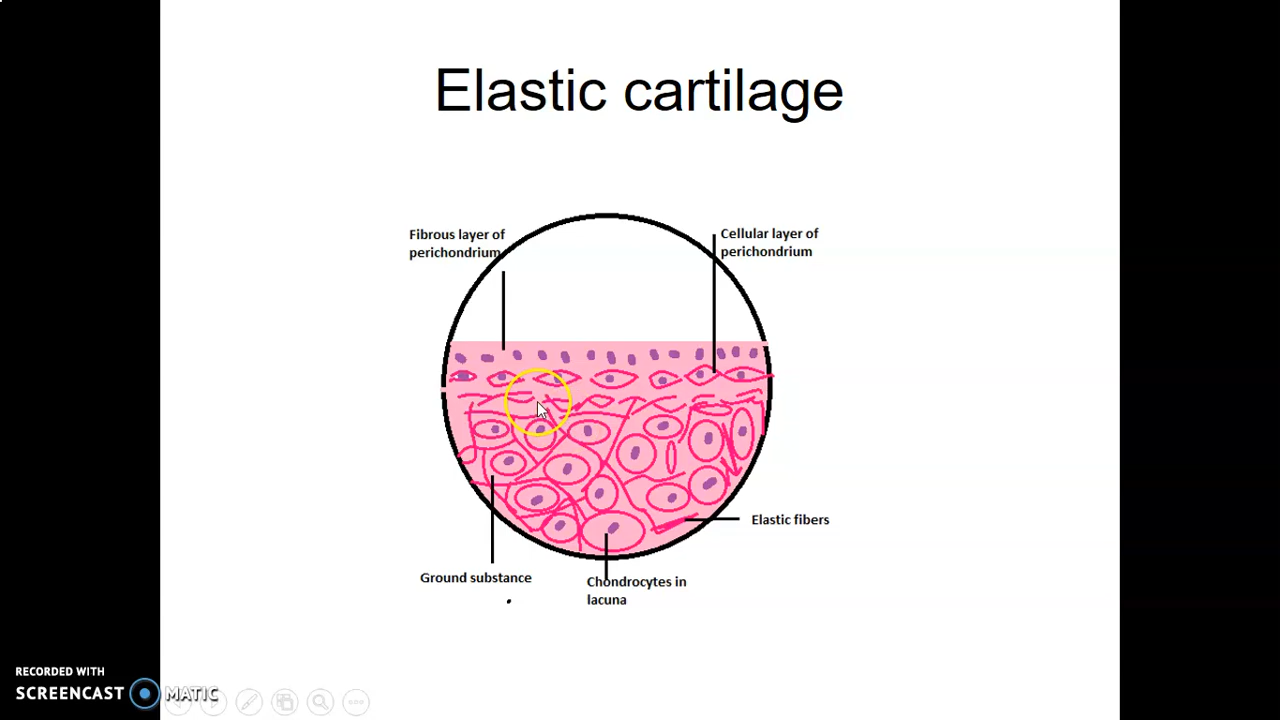 Elastic cartilage
Fibrous layer of
perichondrium
Cellular layer of
perichondrium
Elastic fibers
Ground substance
Chondrocytes in
lacuna
RECORDED WITH
SCREENCAST MATIC